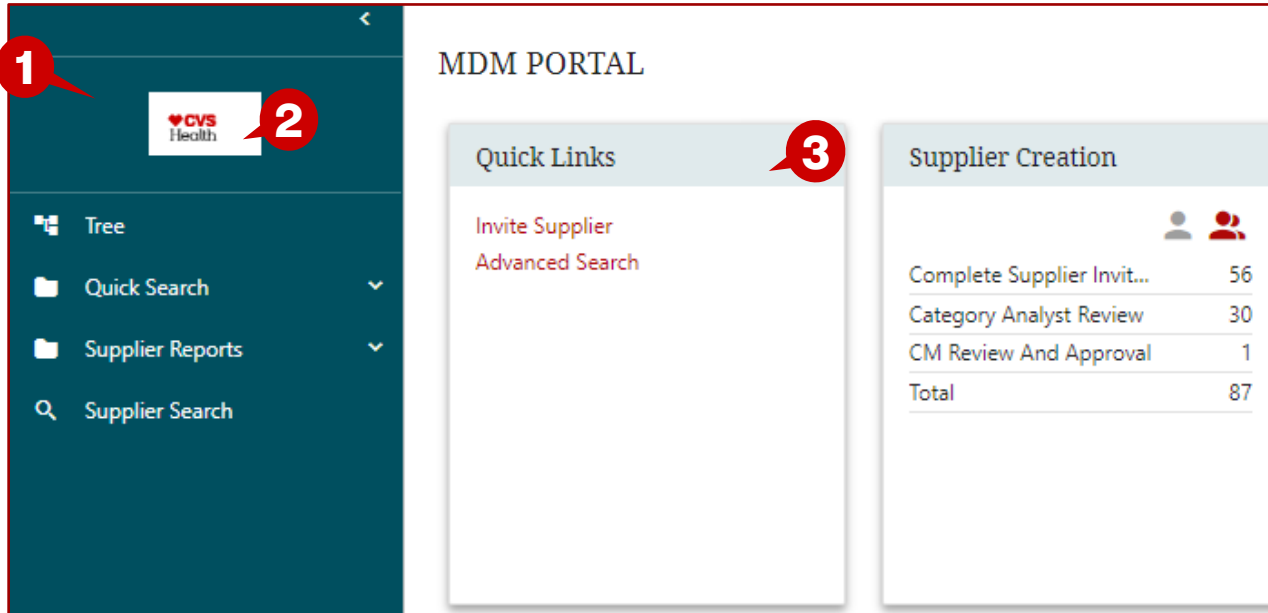 1
♥CVS
Health
2
Tree
Quick Search
Supplier Reports
Supplier Search
MDM PORTAL
Quick Links
3
Invite Supplier
Advanced Search
Supplier Creation
Complete Supplier Invit... 56
Category Analyst Review 30
CM Review And Approval 1
Total 87